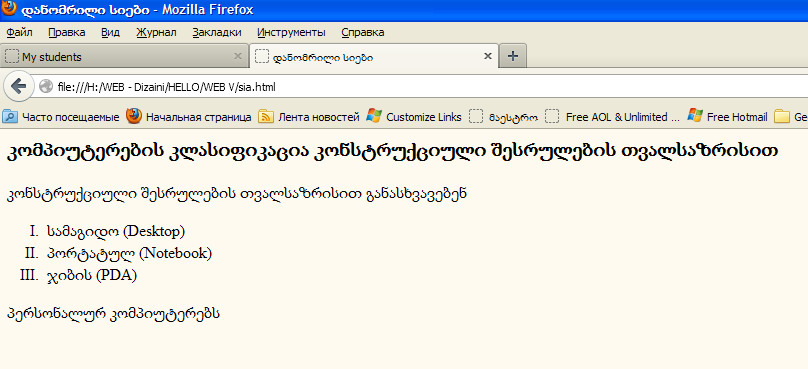 დანომრილი სიები - Mozilla Firefox
Файл Правка Вид Журнал Закладки Инструменты Справка
My students × დანომრილი სიები × +
file:///H:/WEB - Dizaini/HELLO/WEB V/sia.html
Часто посещаемые Начальная страница Лента новостей Customize Links მაესტრო Free AOL & Unlimited ... Free Hotmail Ge
კომპიუტერების კლასიფიკაცია კონსტრუქციული შესრულების თვალსაზრისით
კონსტრუქციული შესრულების თვალსაზრისით განასხვავებენ
I. სამაგიდო (Desktop)
II. პორტატულ (Notebook)
III. ჯიბის (PDA)
პერსონალურ კომპიუტერებს